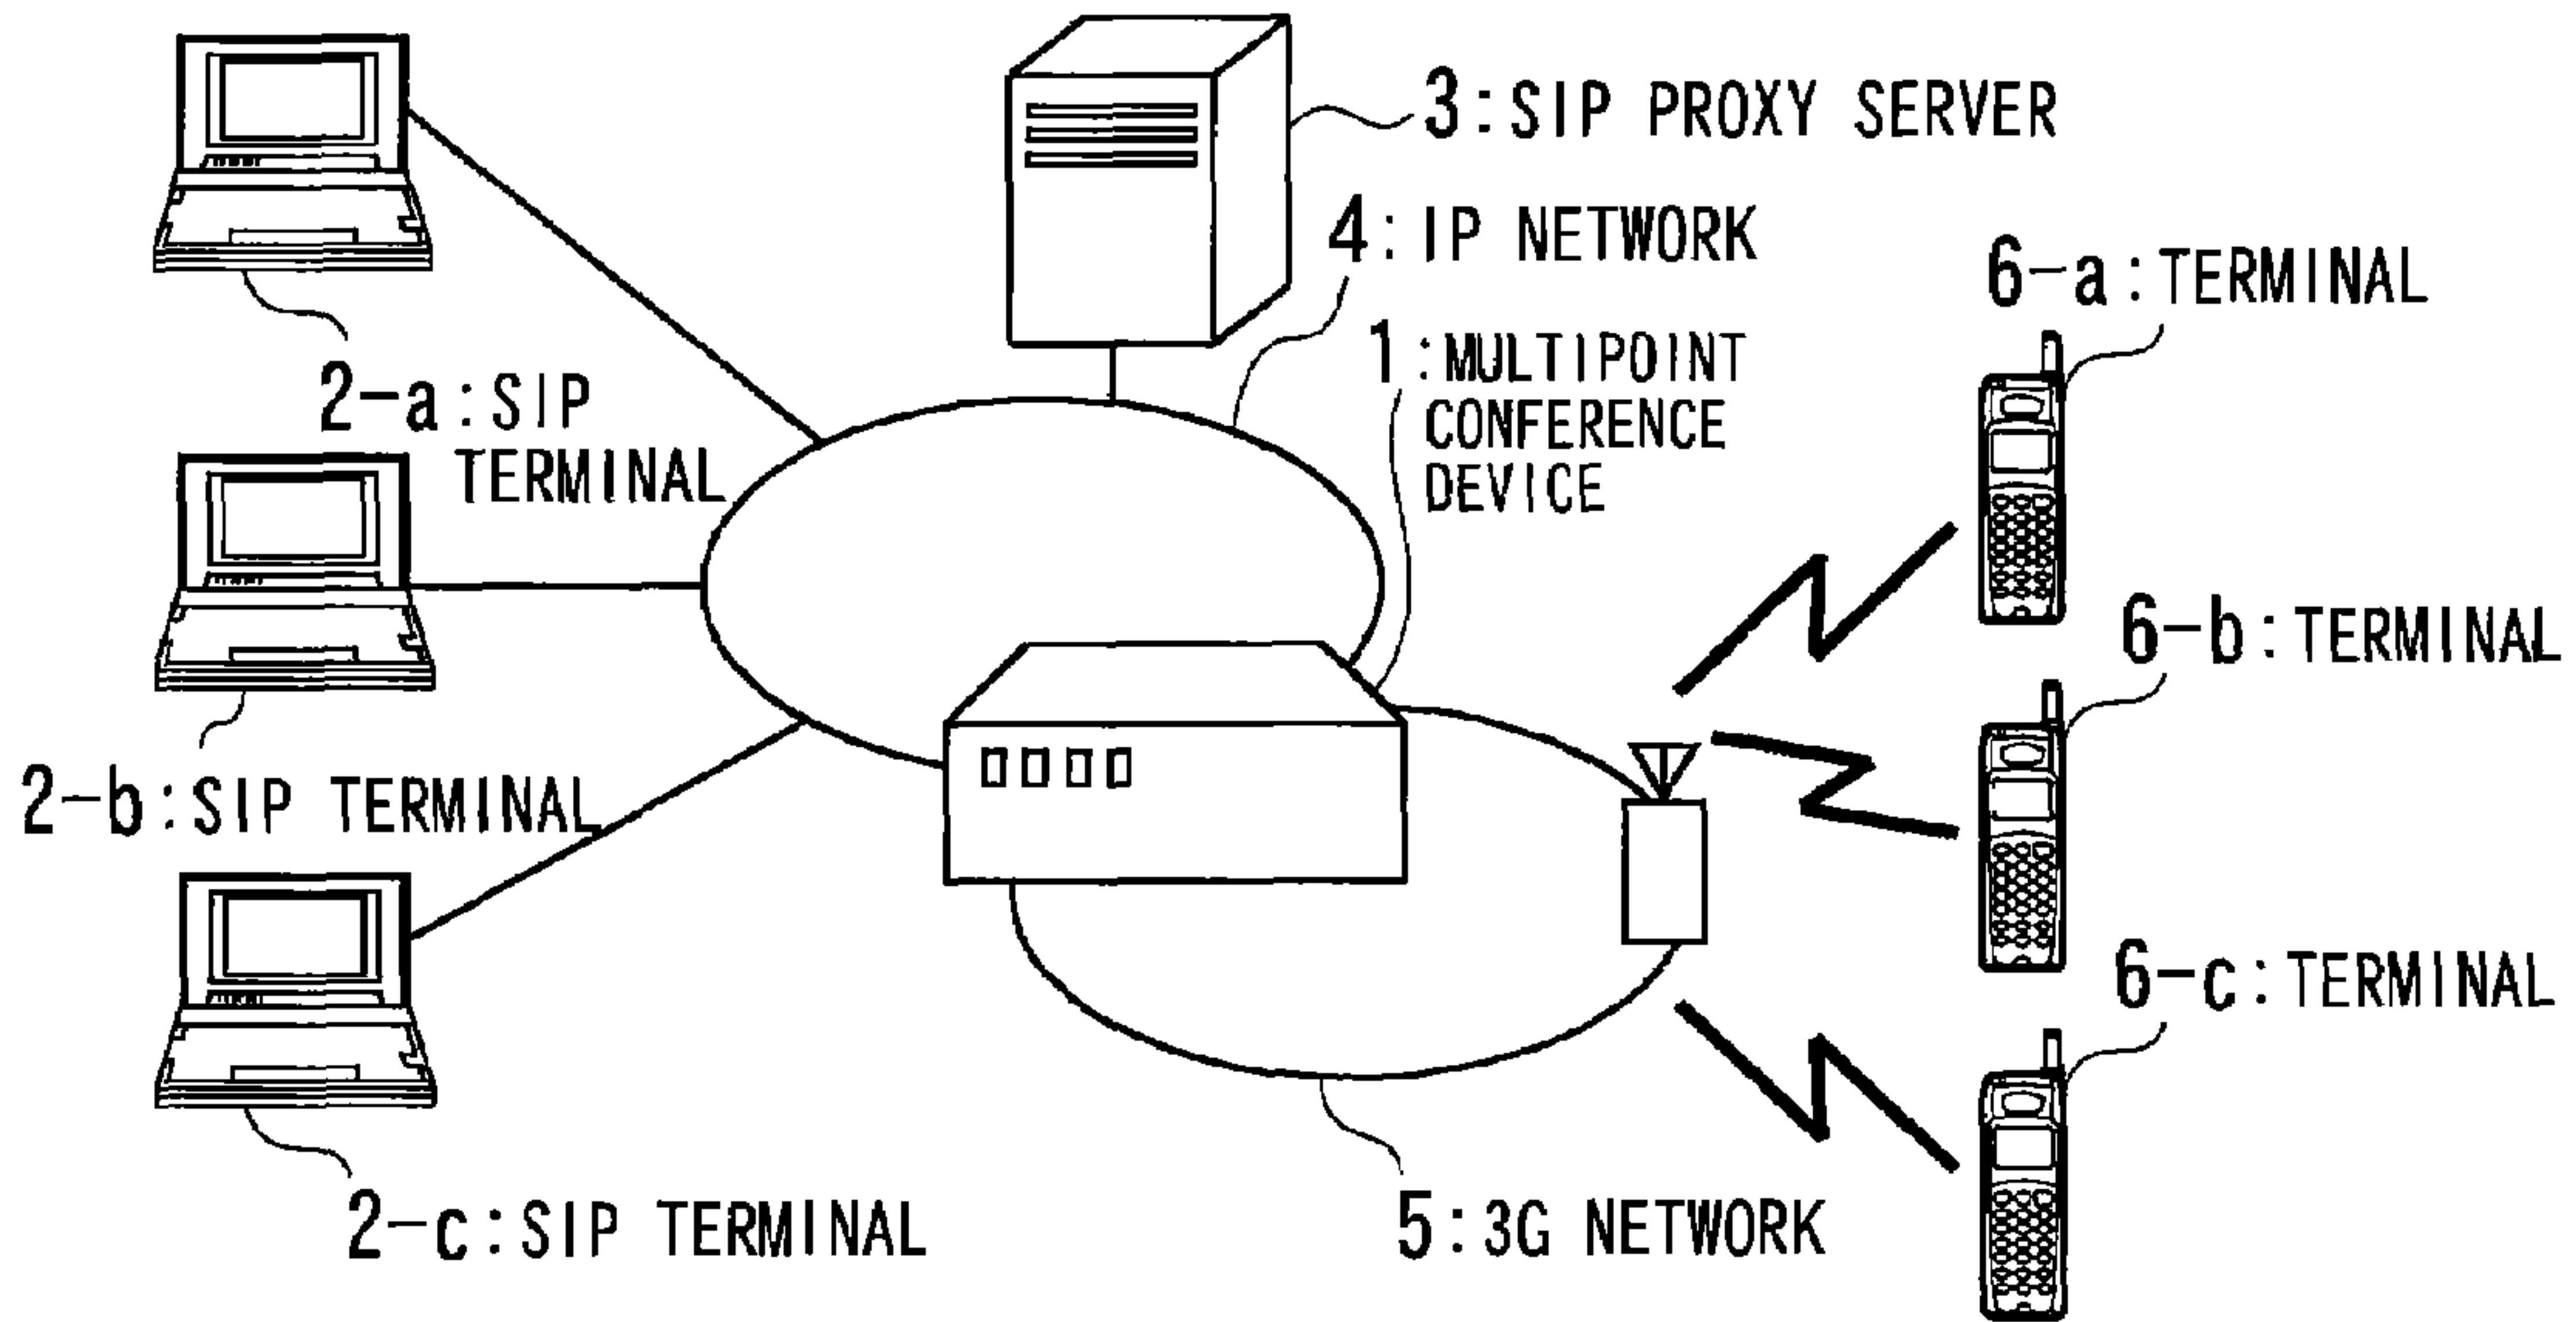 3:SIP PROXY SERVER
4:IP NETWORK
6-a:TERMINAL
1:MULTIPOINT
CONFERENCE
DEVICE
2-a:SIP
TERMINAL
6-b:TERMINAL
2-b:SIP TERMINAL
6-c:TERMINAL
2-c:SIP TERMINAL
5:3G NETWORK